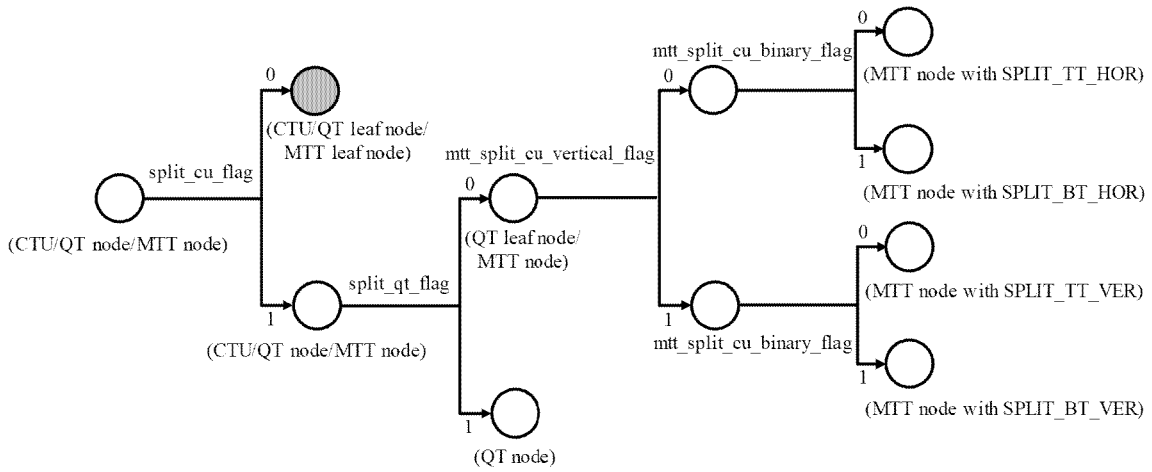 split_cu_flag
(CTU/QT node/MTT node)
0
(CTU/QT leaf node/
MTT leaf node)
1
(CTU/QT node/MTT node)
split_qt_flag
0
(QT leaf node/
MTT node)
1
(QT node)
mtt_split_cu_vertical_flag
0
mtt_split_cu_binary_flag
1
mtt_split_cu_binary_flag
0
(MTT node with SPLIT_TT_HOR)
1
(MTT node with SPLIT_BT_HOR)
0
(MTT node with SPLIT_TT_VER)
1
(MTT node with SPLIT_BT_VER)